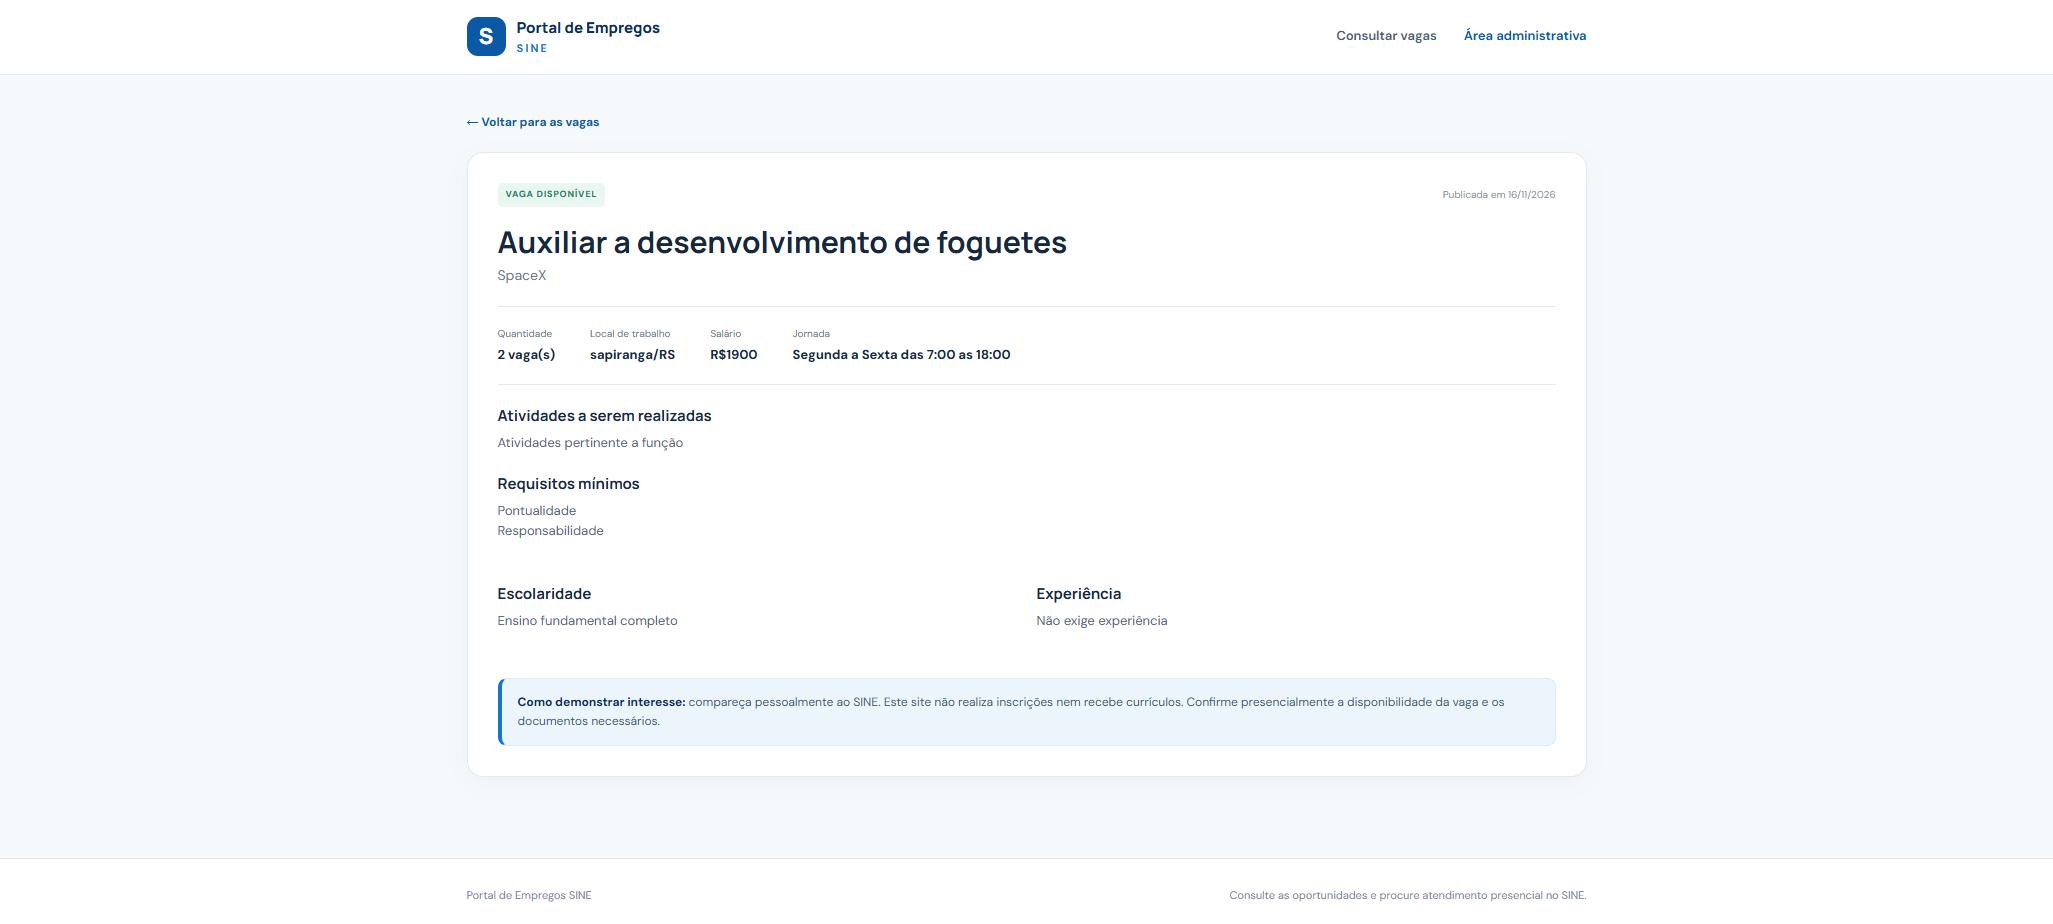 S
Portal de Empregos
SINE
Consultar vagas
Área administrativa
← Voltar para as vagas
VAGA DISPONÍVEL
Publicada em 16/11/2026
Auxiliar a desenvolvimento de foguetes
SpaceX
Quantidade
2 vaga(s)
Local de trabalho
sapiranga/RS
Salário
R$1900
Jornada
Segunda a Sexta das 7:00 as 18:00
Atividades a serem realizadas
Atividades pertinente a função
Requisitos mínimos
Pontualidade
Responsabilidade
Escolaridade
Ensino fundamental completo
Experiência
Não exige experiência
Como demonstrar interesse: compareça pessoalmente ao SINE. Este site não realiza inscrições nem recebe currículos. Confirme presencialmente a disponibilidade da vaga e os
documentos necessários.
Portal de Empregos SINE
Consulte as oportunidades e procure atendimento presencial no SINE.